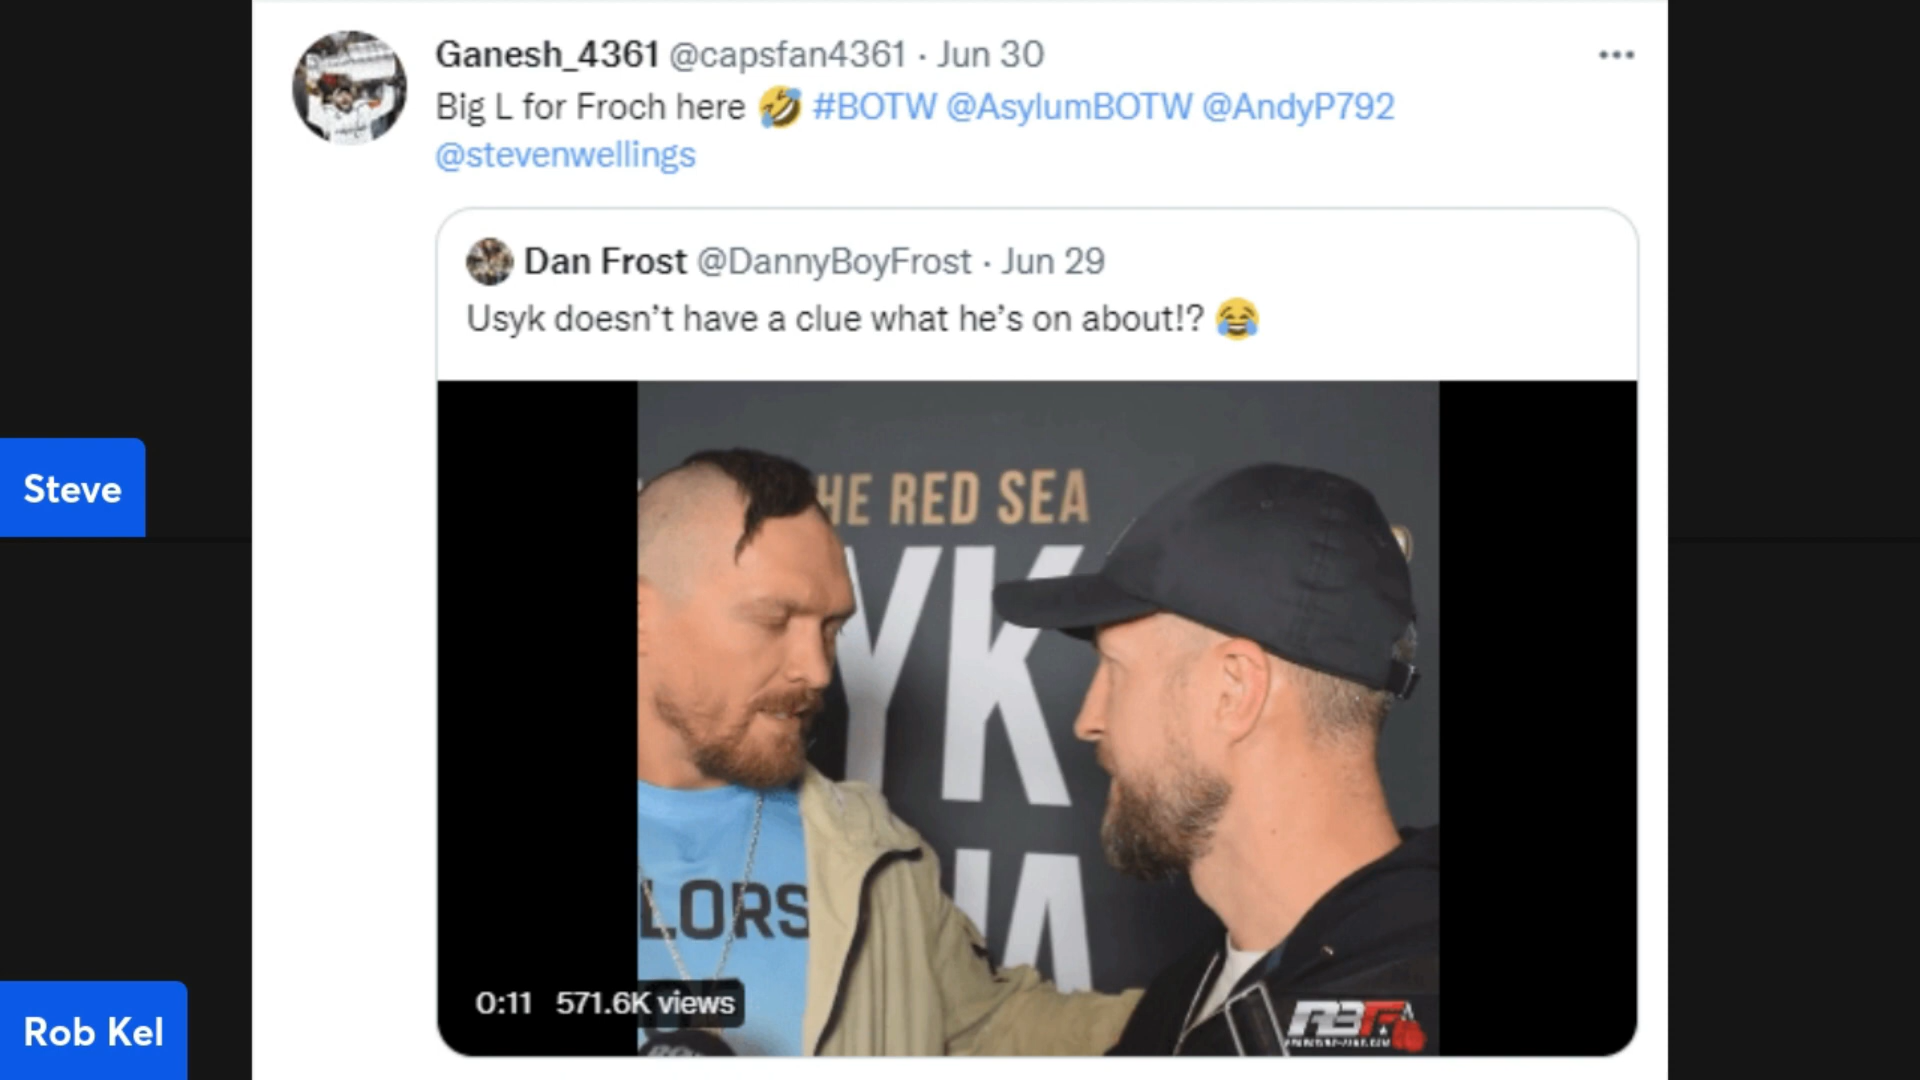 Ganesh_4361 @capsfan4361 · Jun 30
Big L for Froch here 🤣 #BOTW @AsylumBOTW @AndyP792
@stevenwellings
Dan Frost @DannyBoyFrost · Jun 29
Usyk doesn’t have a clue what he’s on about!? 😂
HE RED SEA
YK
LORS
UA
0:11 571.6K views
Steve
Rob Kel